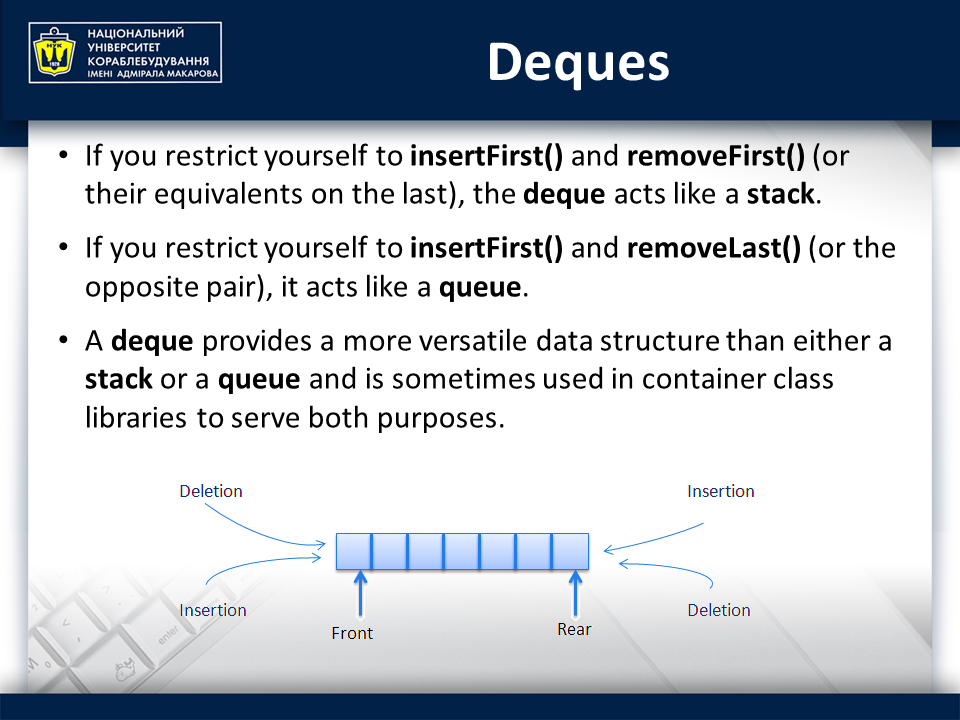 НАЦІОНАЛЬНИЙ
УНІВЕРСИТЕТ
КОРАБЛЕБУДУВАННЯ
ІМЕНІ АДМІРАЛА МАКАРОВА
НУК
1920
Deques
• If you restrict yourself to insertFirst() and removeFirst() (or
their equivalents on the last), the deque acts like a stack.
• If you restrict yourself to insertFirst() and removeLast() (or the
opposite pair), it acts like a queue.
• A deque provides a more versatile data structure than either a
stack or a queue and is sometimes used in container class
libraries to serve both purposes.
Deletion
Insertion
Insertion
Deletion
Front
Rear
enter